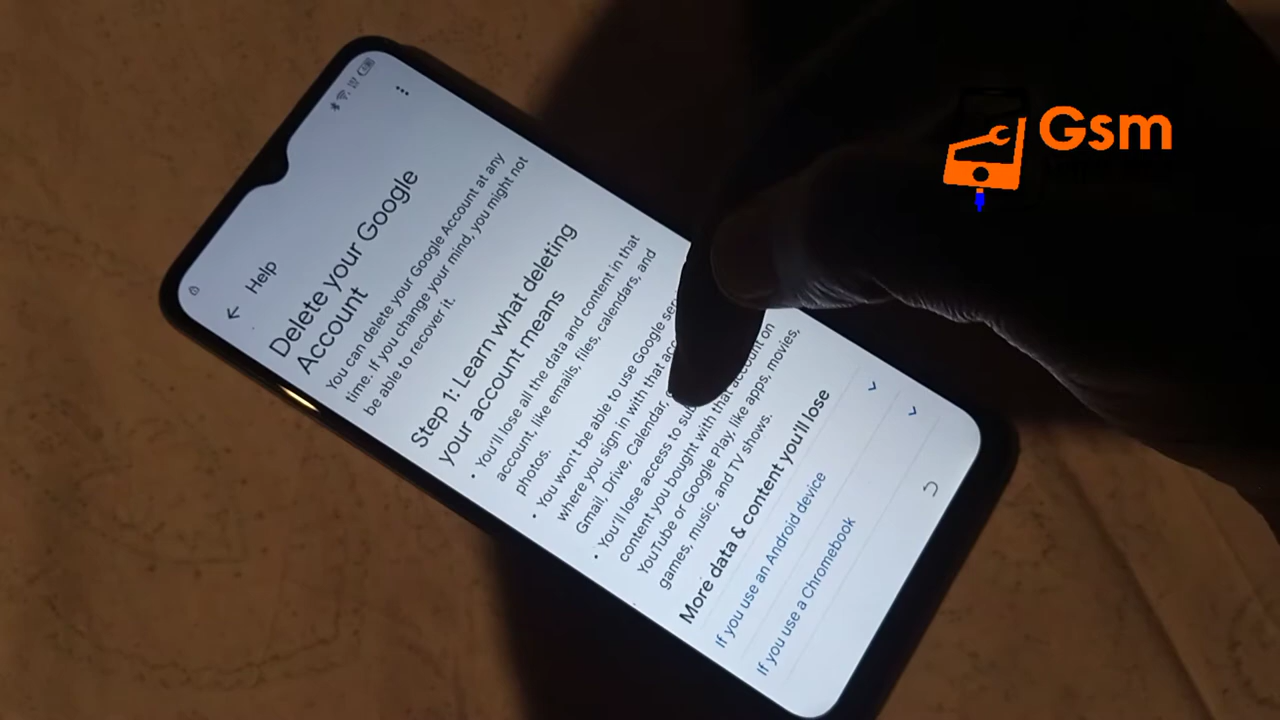 Gsm
Help
Delete your Google
Account
You can delete your Google Account at any
time. If you change your mind, you might not
be able to recover it.
Step 1: Learn what deleting
your account means
• You'll lose all the data and content in that
account, like emails, files, calendars, and
photos.
• You won't be able to use Google
where you sign in with that
Gmail, Drive, Calendar,
• You'll lose access to
content you bought with that account on
YouTube or Google Play, like apps, movies,
games, music, and TV shows.
More data & content you'll lose
If you use an Android device
If you use a Chromebook